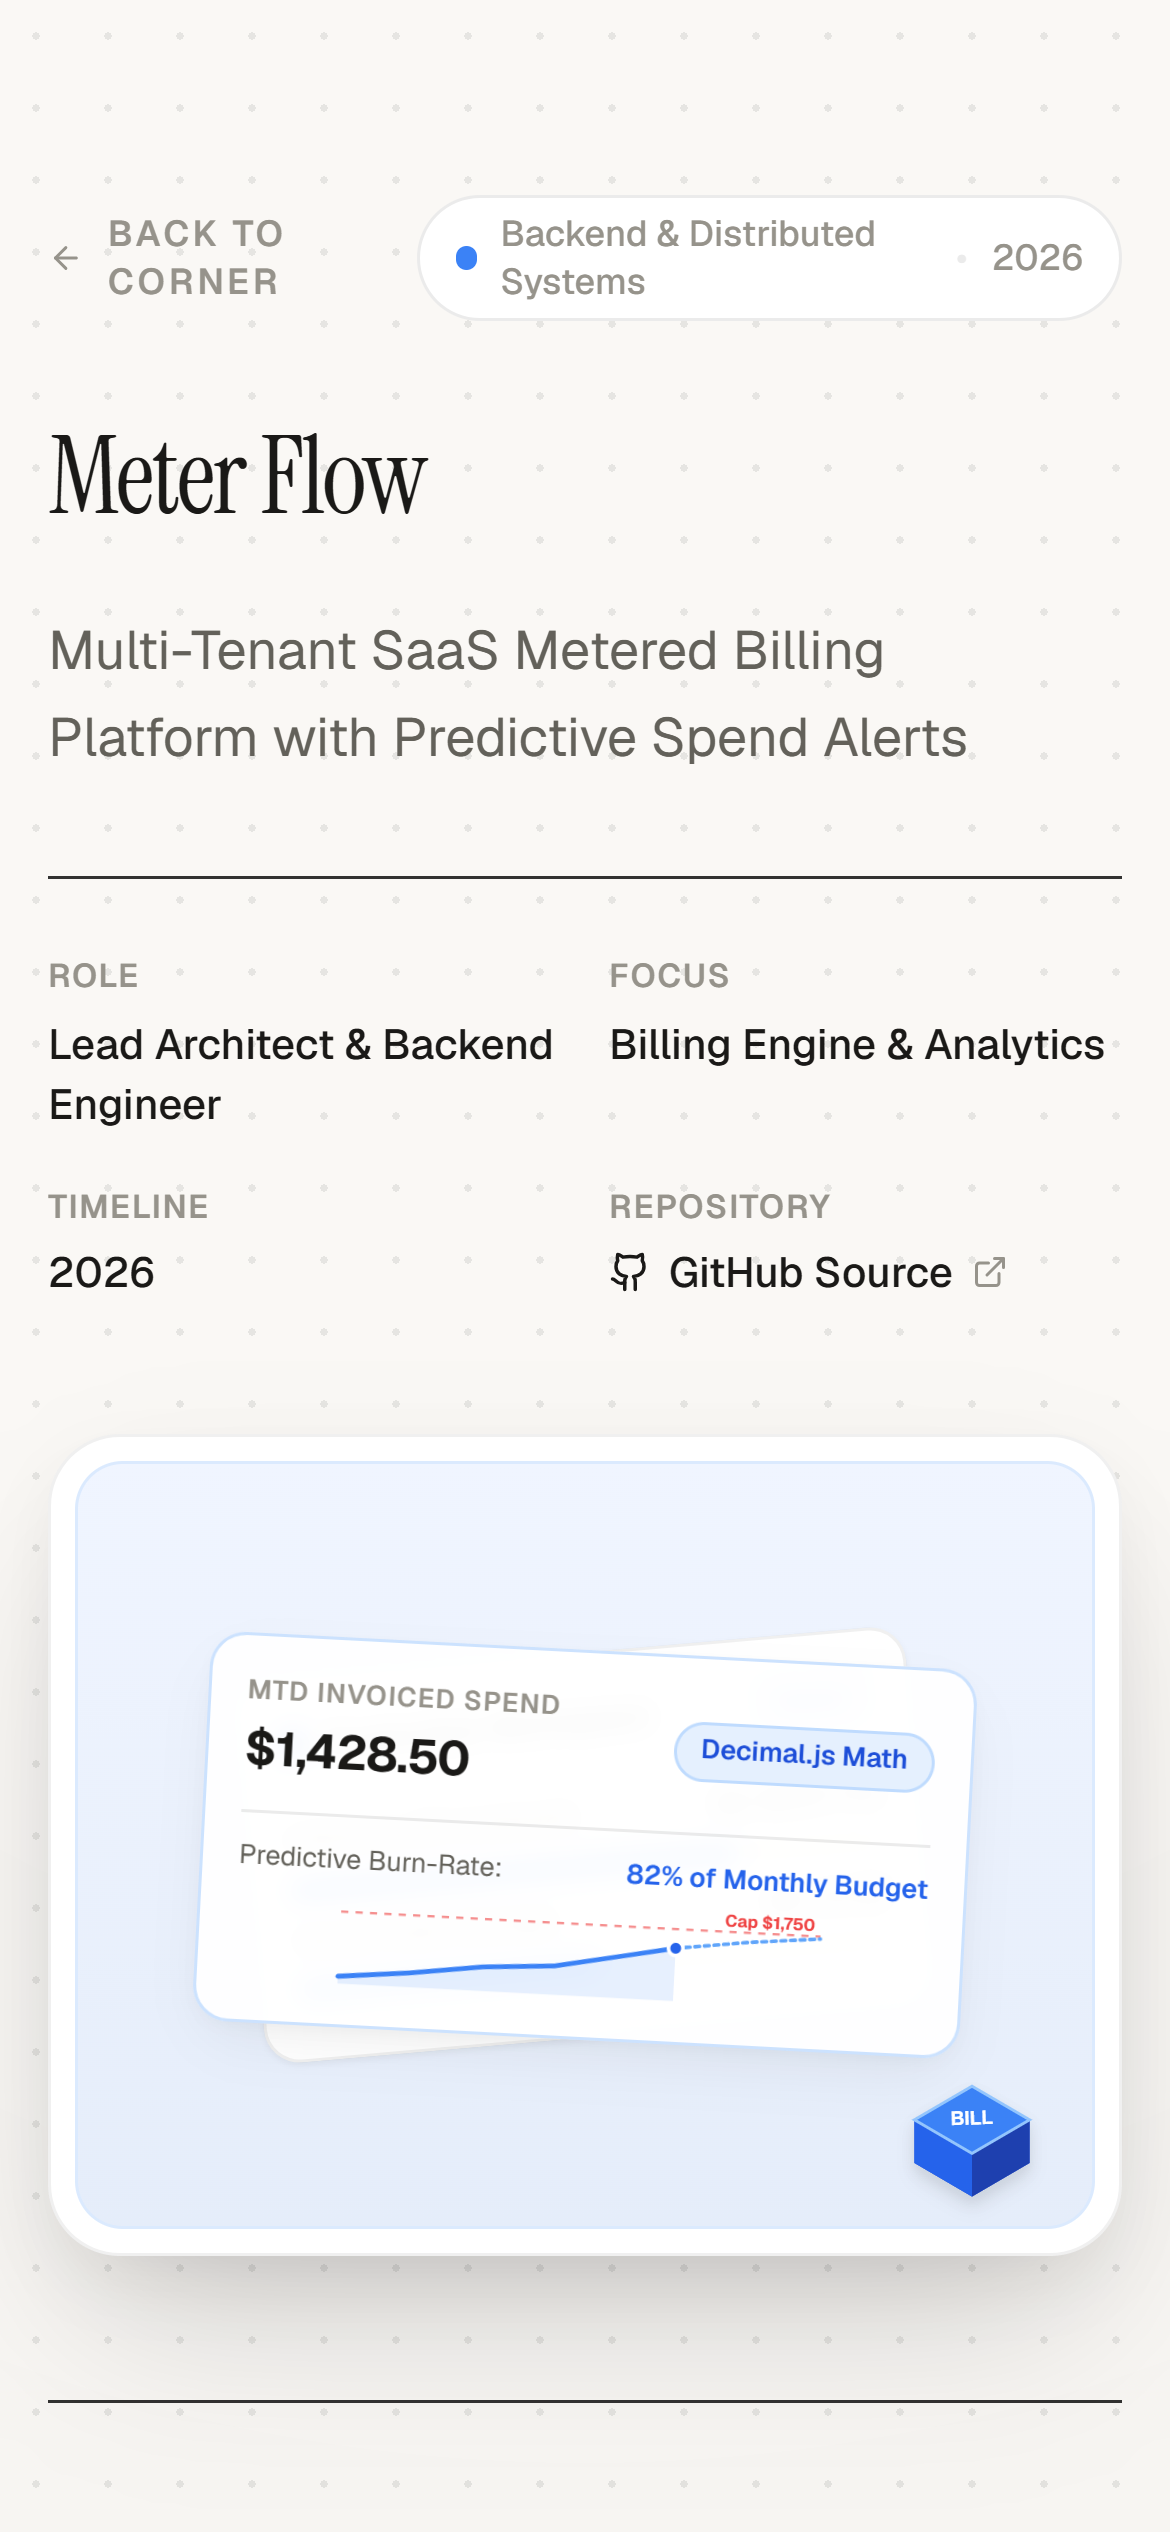 BACK TO
CORNER
Backend & Distributed
Systems
2026
Meter Flow
Multi-Tenant SaaS Metered Billing
Platform with Predictive Spend Alerts
ROLE
FOCUS
Lead Architect & Backend
Engineer
Billing Engine & Analytics
TIMELINE
REPOSITORY
2026
GitHub Source
MTD INVOICED SPEND
$1,428.50
Decimal.js Math
Predictive Burn-Rate:
82% of Monthly Budget
Cap $1,750
BILL